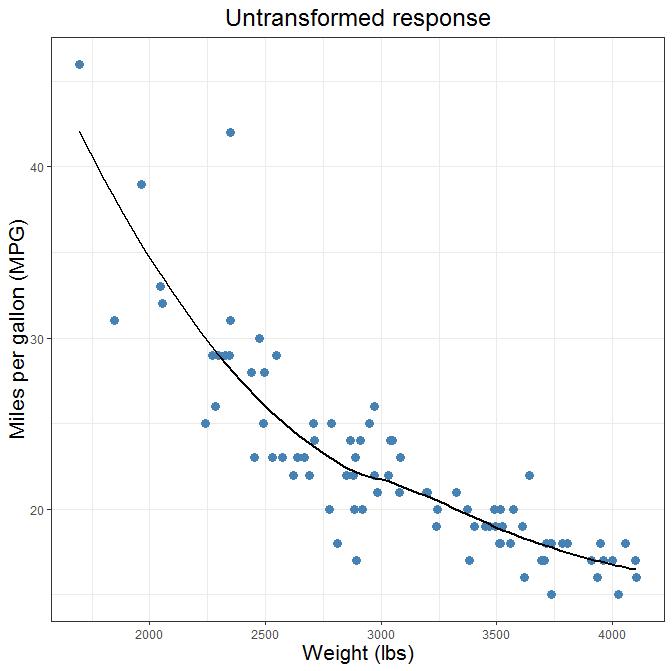 Untransformed response
Miles per gallon (MPG)
40
30
20
2000 2500 3000 3500 4000
Weight (lbs)